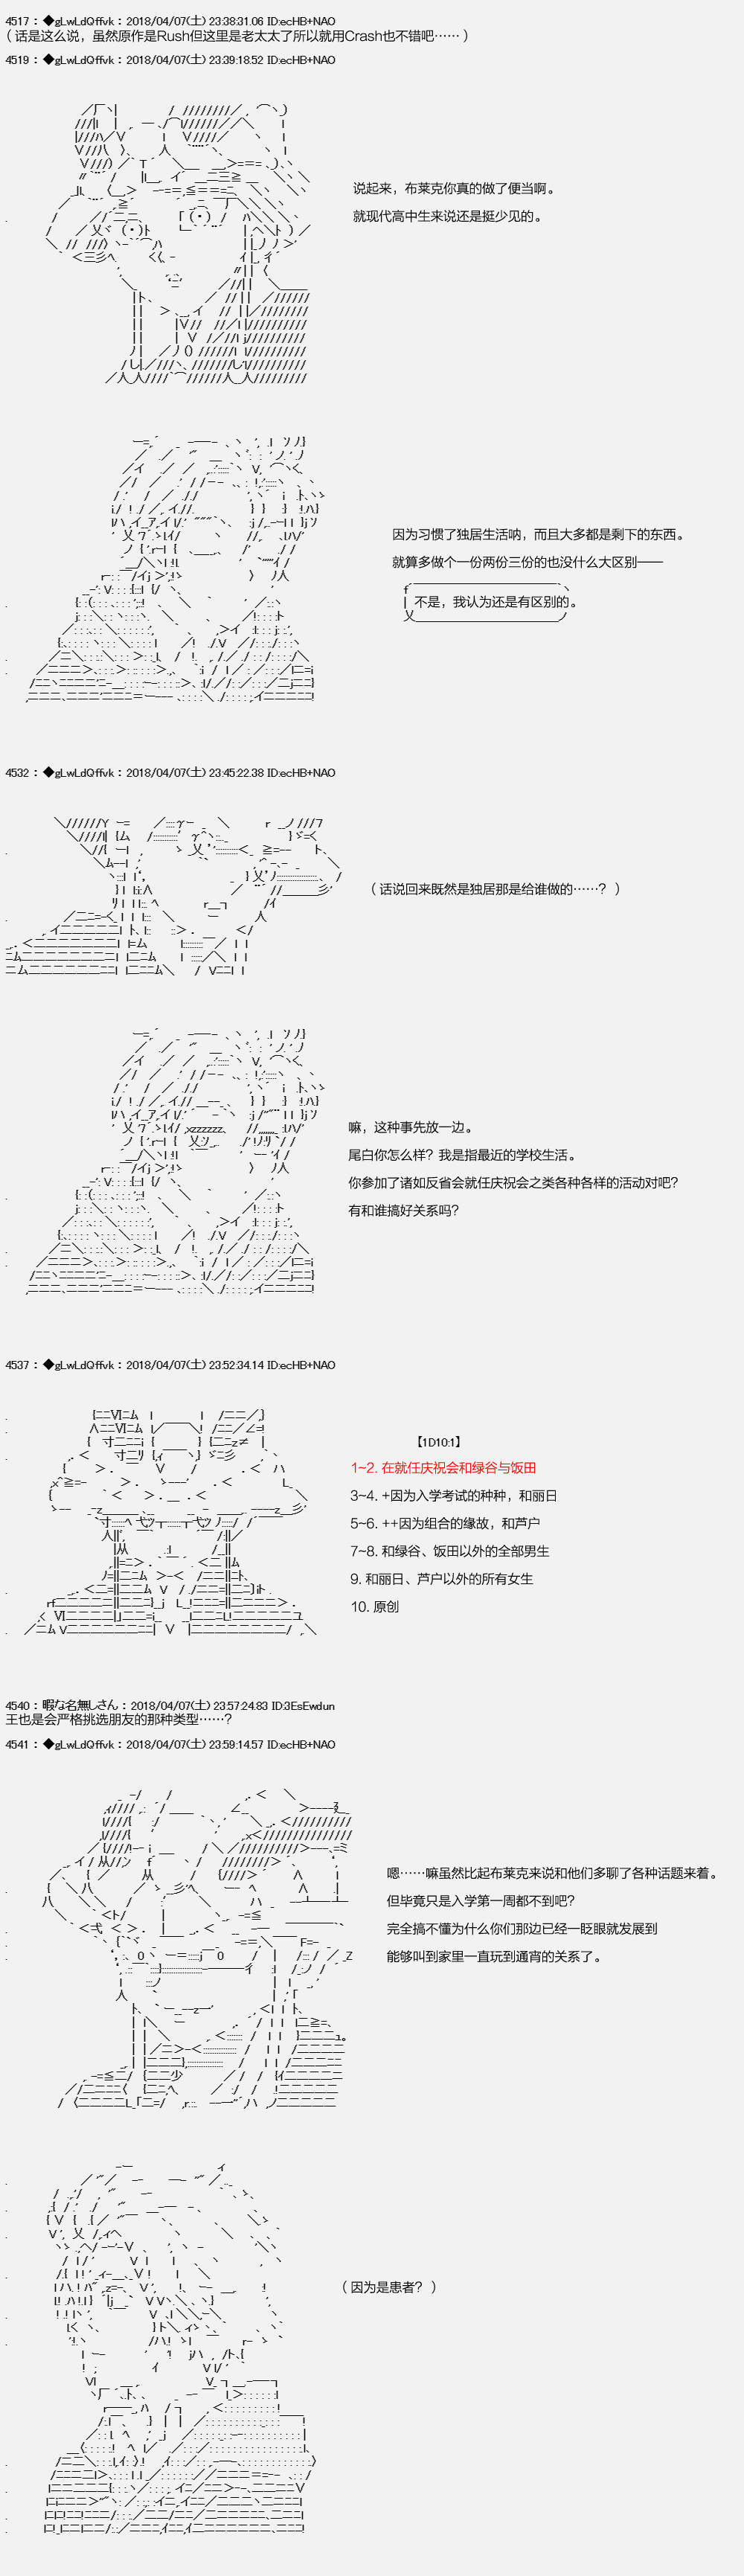 4517 : ◆gLwLdQffvk : 2018/04/07(土) 23:38:31.06 ID:ecHB+NAO
（ 话是这么说，虽然原作是Rush但这里是老太太了所以就用Crash也不错吧…… ）
4519 : ◆gLwLdQffvk : 2018/04/07(土) 23:39:18.52 ID:ecHB+NAO
说起来，布莱克你真的做了便当啊。
就现代高中生来说还是挺少见的。
因为习惯了独居生活呐，而且大多都是剩下的东西。
就算多做个一份两份三份的也没什么大区别——
不是，我认为还是有区别的。
4532 : ◆gLwLdQffvk : 2018/04/07(土) 23:45:22.38 ID:ecHB+NAO
（ 话说回来既然是独居那是给谁做的……？ ）
嘛，这种事先放一边。
尾白你怎么样？我是指最近的学校生活。
你参加了诸如反省会就任庆祝会之类各种各样的活动对吧？
有和谁搞好关系吗？
4537 : ◆gLwLdQffvk : 2018/04/07(土) 23:52:34.14 ID:ecHB+NAO
【1D10:1】
1~2. 在就任庆祝会和绿谷与饭田
3~4. +因为入学考试的种种，和丽日
5~6. ++因为组合的缘故，和芦户
7~8. 和绿谷、饭田以外的全部男生
9. 和丽日、芦户以外的所有女生
10. 原创
4540 : 暇な名無しさん : 2018/04/07(土) 23:57:24.83 ID:3EsEwdun
王也是会严格挑选朋友的那种类型……？
4541 : ◆gLwLdQffvk : 2018/04/07(土) 23:59:14.57 ID:ecHB+NAO
嗯……嘛虽然比起布莱克来说和他们多聊了各种话题来着。
但毕竟只是入学第一周都不到吧？
完全搞不懂为什么你们那边已经一眨眼就发展到
能够叫到家里一直玩到通宵的关系了。
（ 因为是患者？ ）